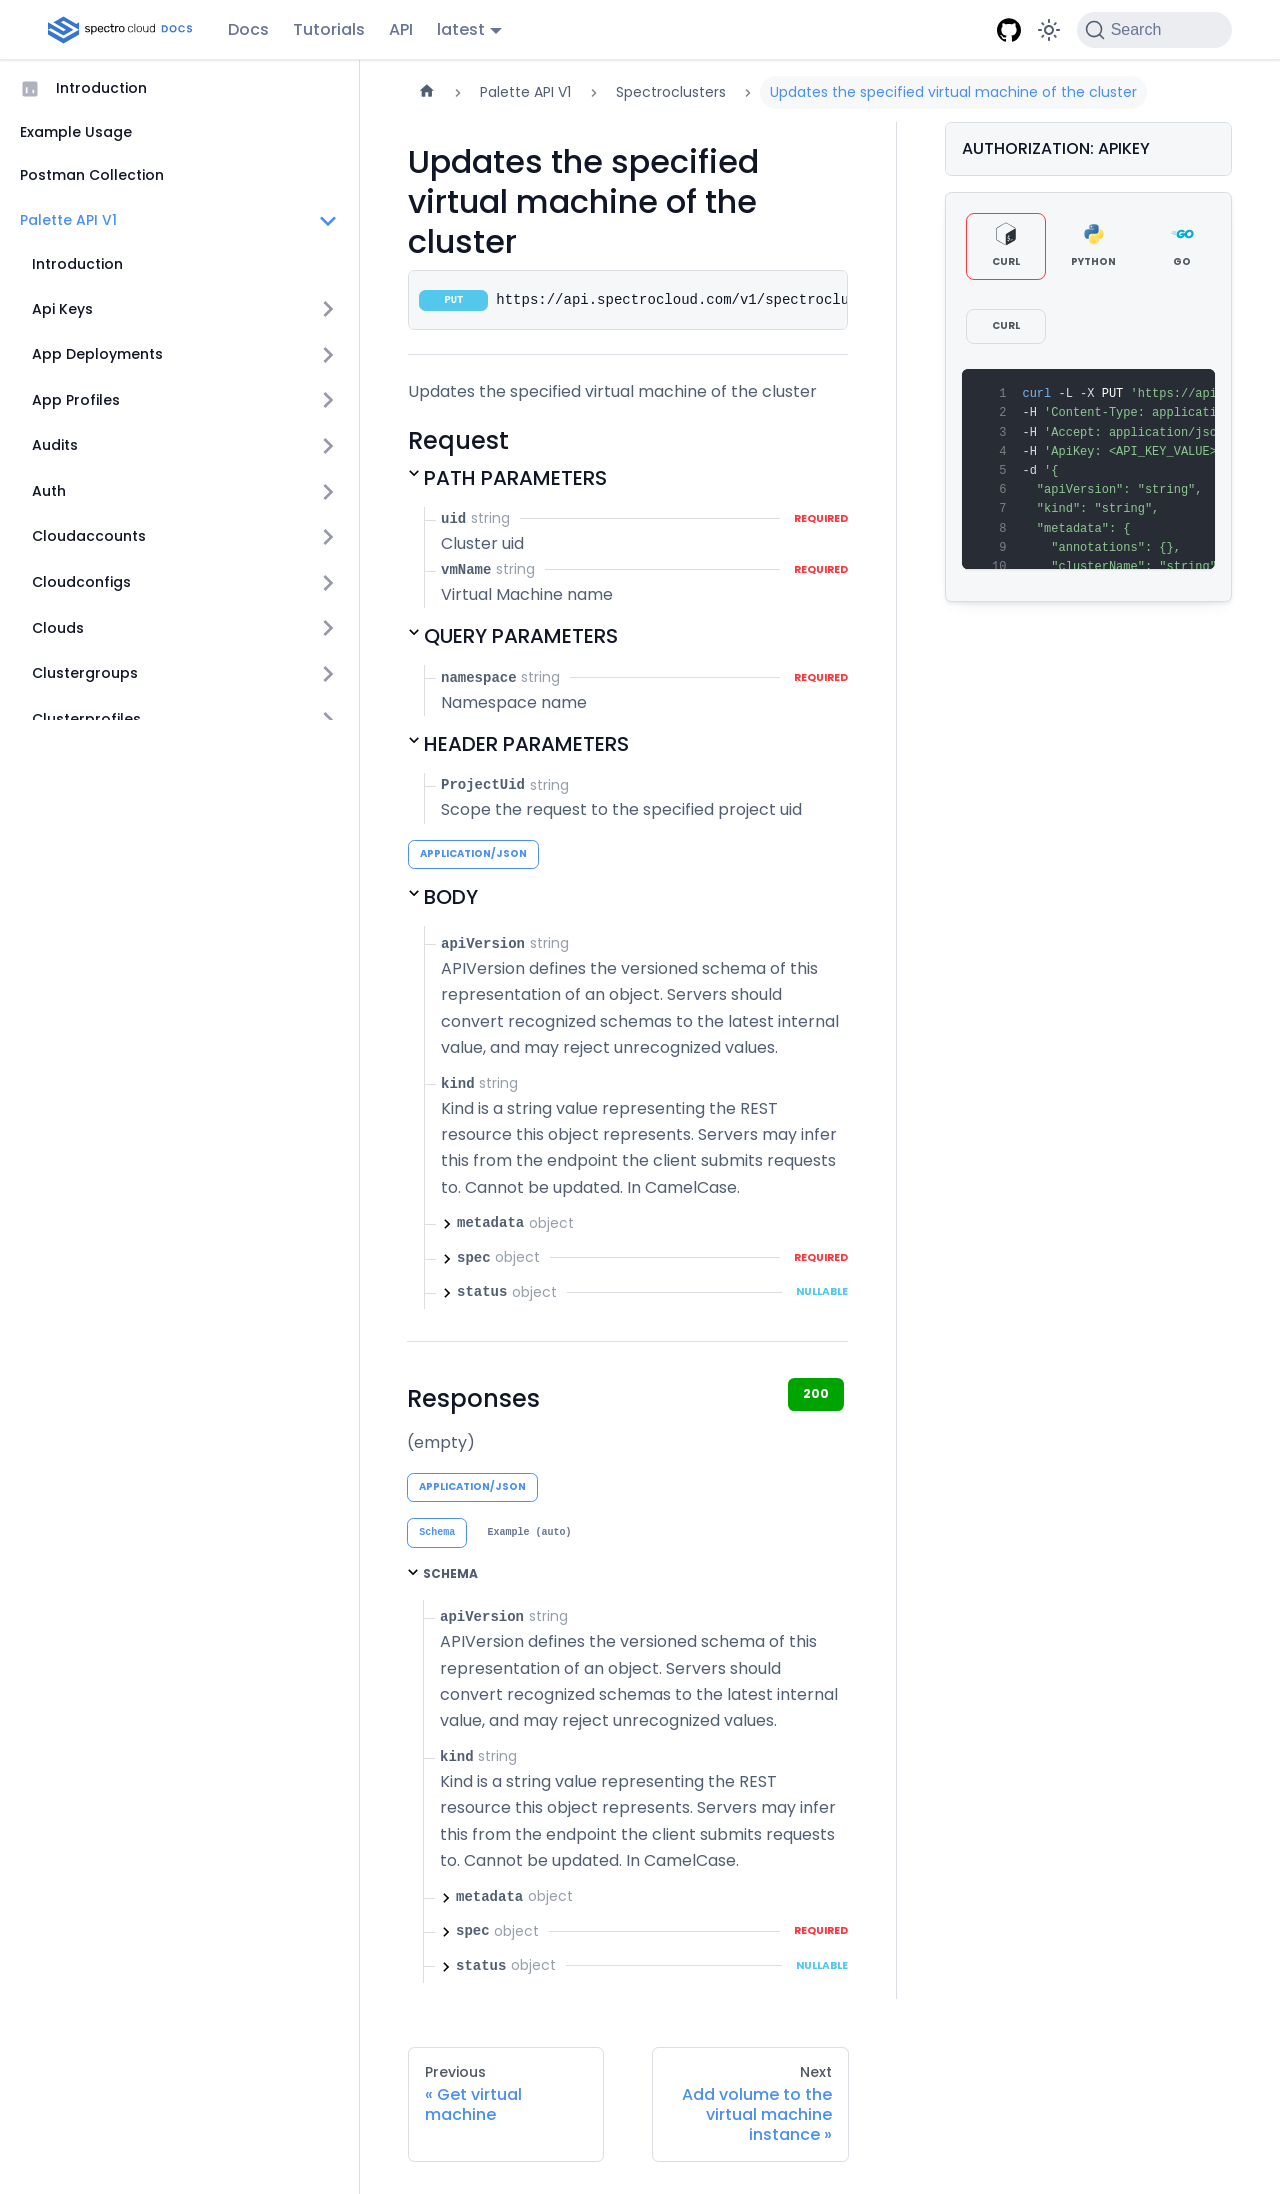 spectro cloud DOCS
Docs
Tutorials
API
latest
Search
Introduction
Example Usage
Postman Collection
Palette API V1
Introduction
Api Keys
App Deployments
App Profiles
Audits
Auth
Cloudaccounts
Cloudconfigs
Clouds
Clustergroups
Clusterprofiles
Palette API V1
Spectroclusters
Updates the specified virtual machine of the cluster
Updates the specified
virtual machine of the
cluster
PUT https://api.spectrocloud.com/v1/spectroclu
Updates the specified virtual machine of the cluster
Request
PATH PARAMETERS
uid string REQUIRED
Cluster uid
vmName string REQUIRED
Virtual Machine name
QUERY PARAMETERS
namespace string REQUIRED
Namespace name
HEADER PARAMETERS
ProjectUid string
Scope the request to the specified project uid
APPLICATION/JSON
BODY
apiVersion string
APIVersion defines the versioned schema of this
representation of an object. Servers should
convert recognized schemas to the latest internal
value, and may reject unrecognized values.
kind string
Kind is a string value representing the REST
resource this object represents. Servers may infer
this from the endpoint the client submits requests
to. Cannot be updated. In CamelCase.
metadata object
spec object REQUIRED
status object NULLABLE
Responses
200
(empty)
APPLICATION/JSON
Schema Example (auto)
SCHEMA
apiVersion string
APIVersion defines the versioned schema of this
representation of an object. Servers should
convert recognized schemas to the latest internal
value, and may reject unrecognized values.
kind string
Kind is a string value representing the REST
resource this object represents. Servers may infer
this from the endpoint the client submits requests
to. Cannot be updated. In CamelCase.
metadata object
spec object REQUIRED
status object NULLABLE
Previous
« Get virtual
machine
Next
Add volume to the
virtual machine
instance »
AUTHORIZATION: APIKEY
CURL
PYTHON
GO
CURL
1 curl -L -X PUT 'https://api
2 -H 'Content-Type: applicati
3 -H 'Accept: application/jso
4 -H 'ApiKey: <API_KEY_VALUE>
5 -d '{
6 "apiVersion": "string",
7 "kind": "string",
8 "metadata": {
9 "annotations": {},
10 "clusterName": "string"